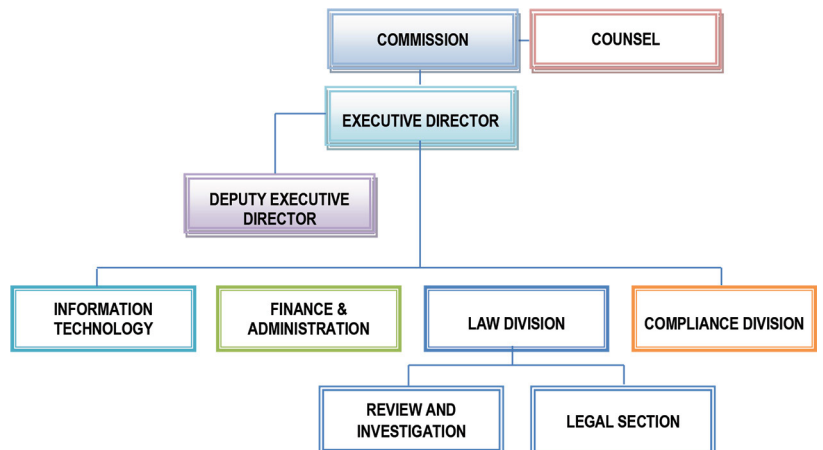 COMMISSION
COUNSEL
EXECUTIVE DIRECTOR
DEPUTY EXECUTIVE
DIRECTOR
INFORMATION
TECHNOLOGY
FINANCE &
ADMINISTRATION
LAW DIVISION
COMPLIANCE DIVISION
REVIEW AND
INVESTIGATION
LEGAL SECTION